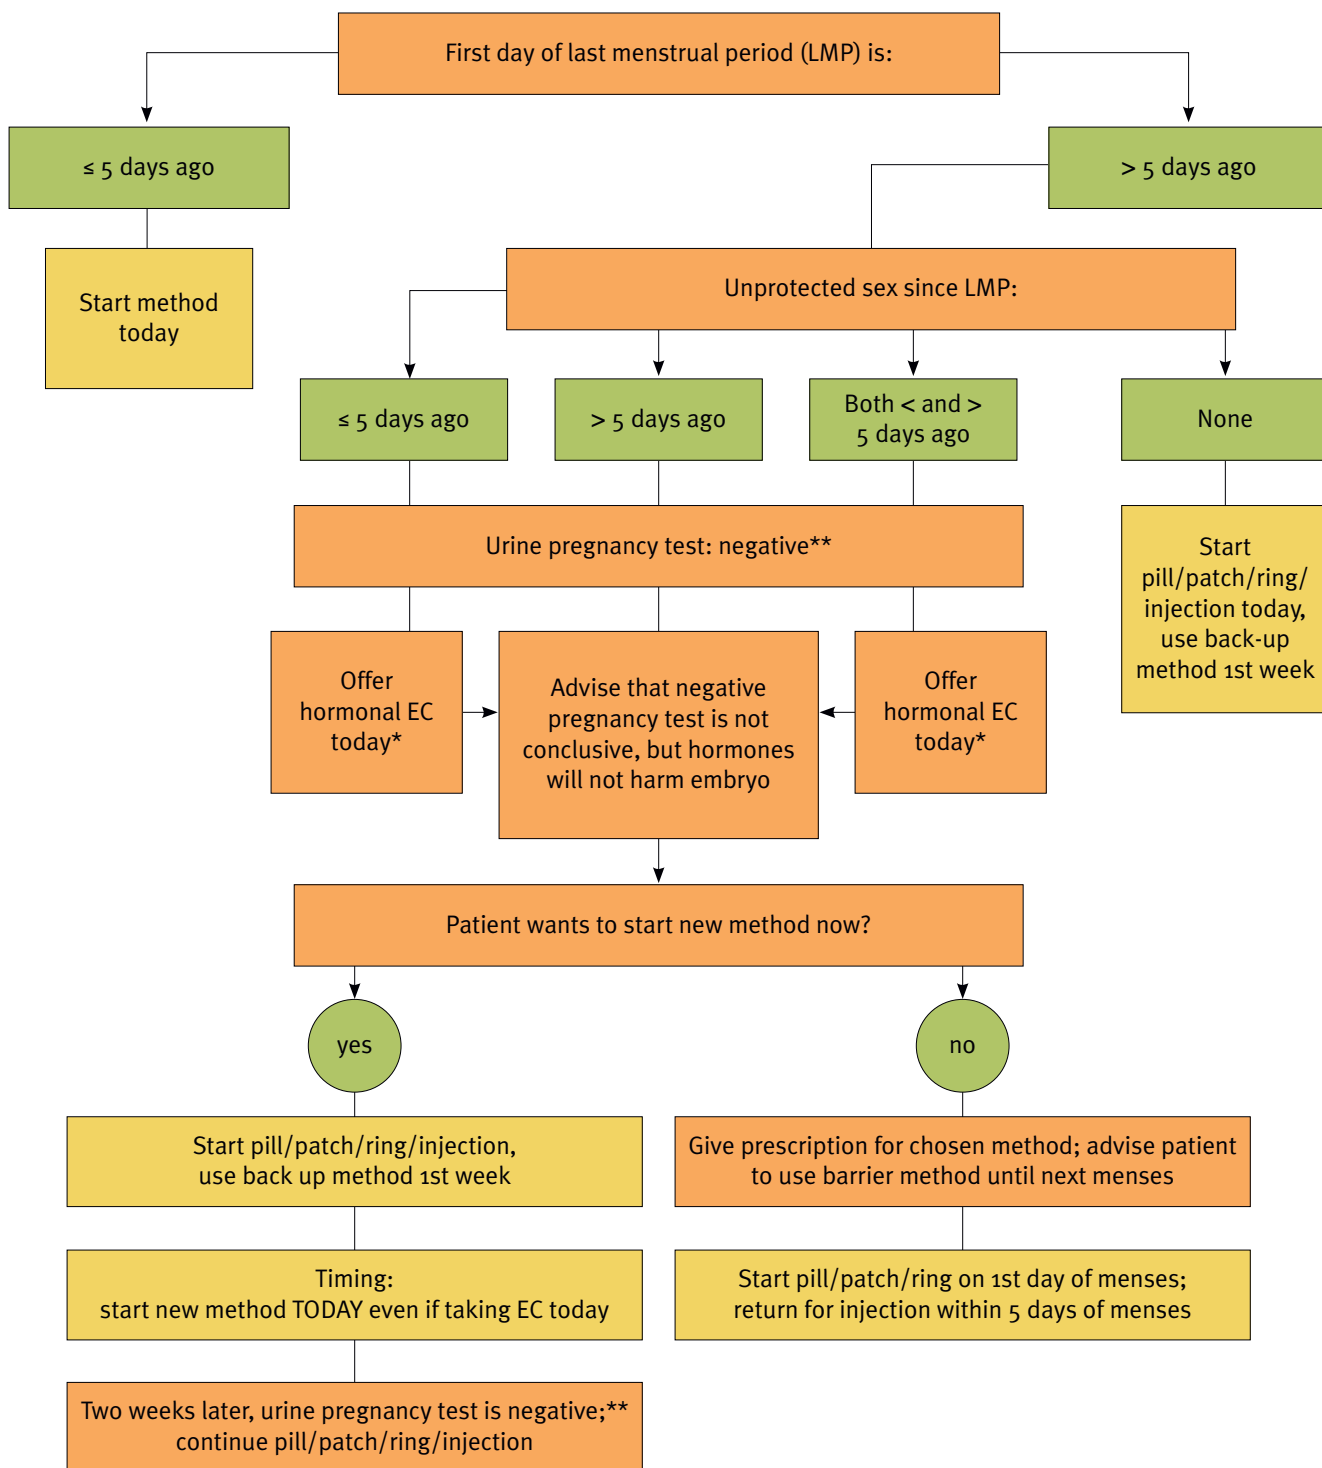 First day of last menstrual period (LMP) is:
≤ 5 days ago
> 5 days ago
Start method
today
Unprotected sex since LMP:
≤ 5 days ago
> 5 days ago
Both < and >
5 days ago
None
Urine pregnancy test: negative**
Start
pill/patch/ring/
injection today,
use back-up
method 1st week
Offer
hormonal EC
today*
Advise that negative
pregnancy test is not
conclusive, but hormones
will not harm embryo
Offer
hormonal EC
today*
Patient wants to start new method now?
yes
no
Start pill/patch/ring/injection,
use back up method 1st week
Give prescription for chosen method; advise patient
to use barrier method until next menses
Timing:
start new method TODAY even if taking EC today
Start pill/patch/ring on 1st day of menses;
return for injection within 5 days of menses
Two weeks later, urine pregnancy test is negative;**
continue pill/patch/ring/injection